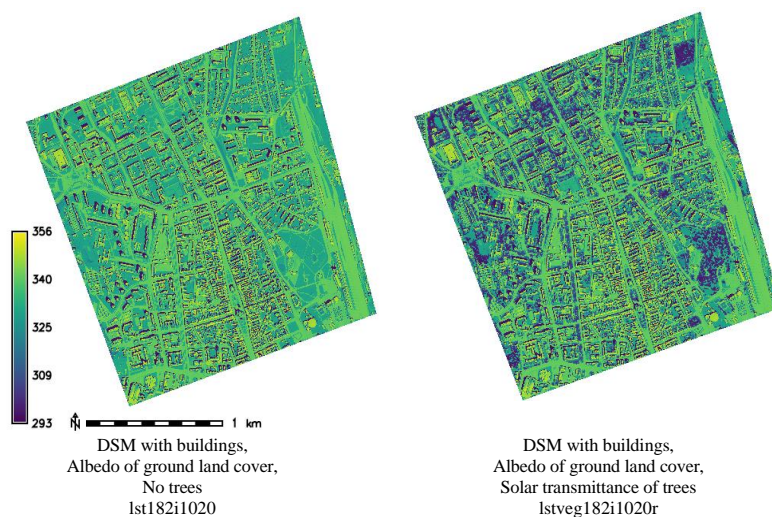 356
340
325
309
293
N
1 km
DSM with buildings,
Albedo of ground land cover,
No trees
lst182i1020
DSM with buildings,
Albedo of ground land cover,
Solar transmittance of trees
lstveg182i1020r